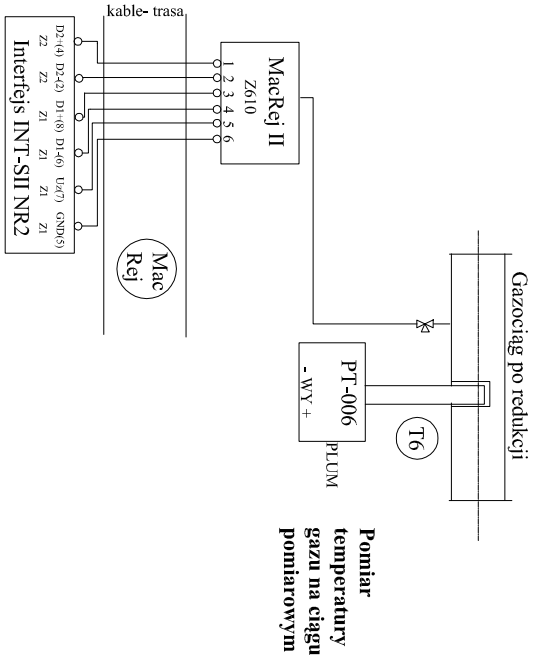 kable- trasa
D2+(4)
D2-(2)
D1+(8)
D1-(6)
Uz(7)
GND(5)
Z2
Z2
Z1
Z1
Z1
Z1
Interfejs INT-SII NR2
1
2
3
4
5
6
MacRej II
Z610
Mac
Rej
Gazociąg po redukcji
PT-006
- WY +
PLUM
T6
Pomiar
temperatury
gazu na ciągu
pomiarowym